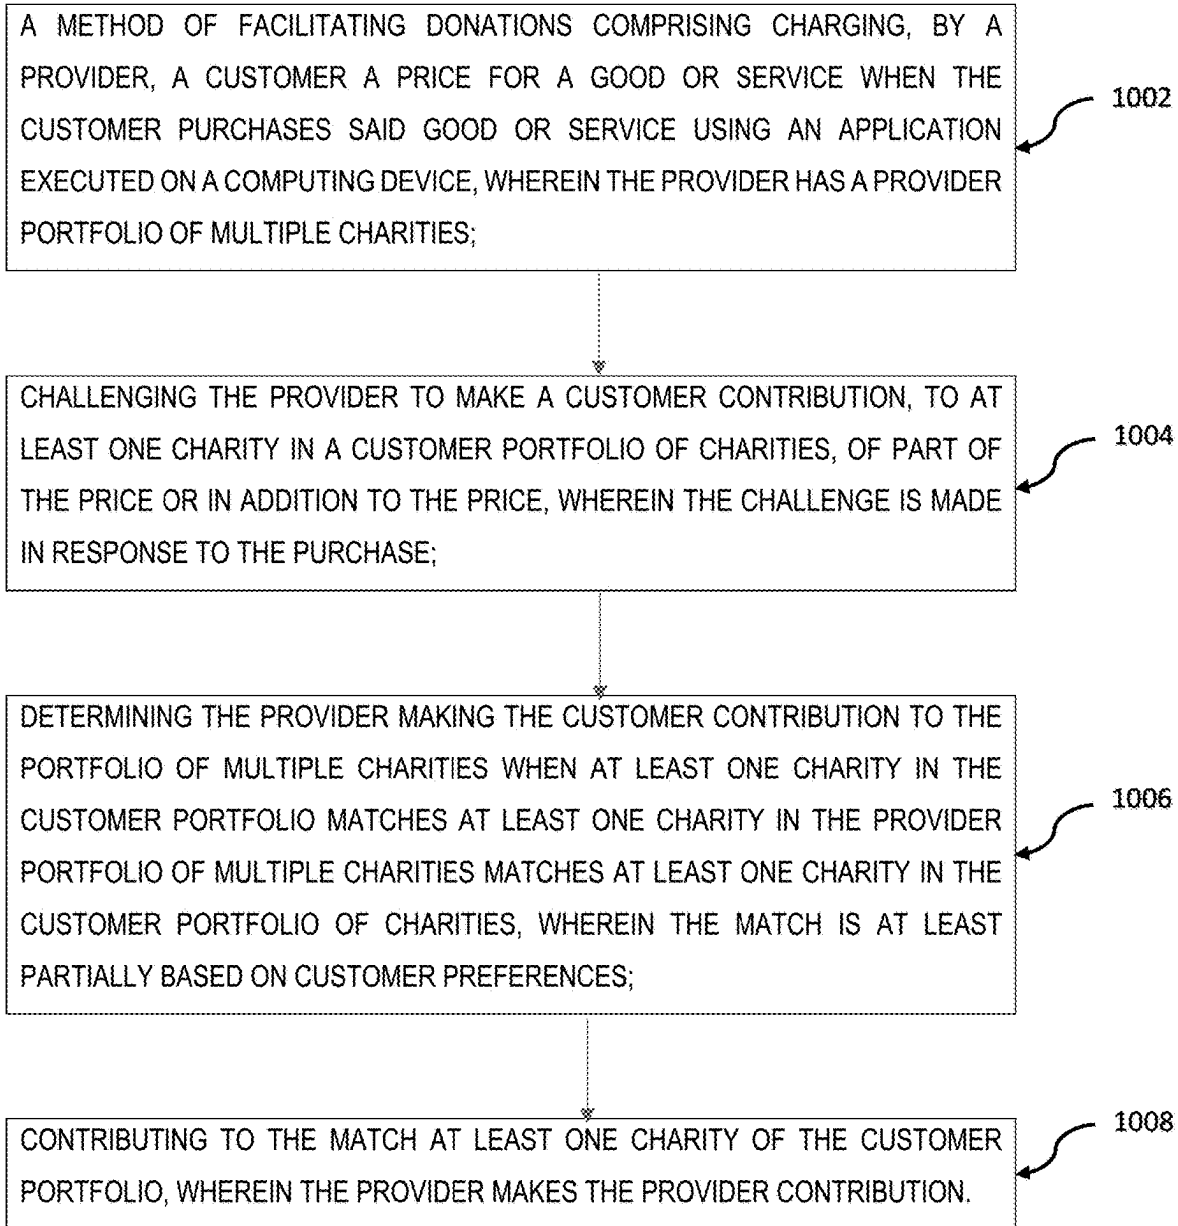 A METHOD OF FACILITATING DONATIONS COMPRISING CHARGING, BY A
PROVIDER, A CUSTOMER A PRICE FOR A GOOD OR SERVICE WHEN THE
CUSTOMER PURCHASES SAID GOOD OR SERVICE USING AN APPLICATION
EXECUTED ON A COMPUTING DEVICE, WHEREIN THE PROVIDER HAS A PROVIDER
PORTFOLIO OF MULTIPLE CHARITIES;
1002
CHALLENGING THE PROVIDER TO MAKE A CUSTOMER CONTRIBUTION, TO AT
LEAST ONE CHARITY IN A CUSTOMER PORTFOLIO OF CHARITIES, OF PART OF
THE PRICE OR IN ADDITION TO THE PRICE, WHEREIN THE CHALLENGE IS MADE
IN RESPONSE TO THE PURCHASE;
1004
DETERMINING THE PROVIDER MAKING THE CUSTOMER CONTRIBUTION TO THE
PORTFOLIO OF MULTIPLE CHARITIES WHEN AT LEAST ONE CHARITY IN THE
CUSTOMER PORTFOLIO MATCHES AT LEAST ONE CHARITY IN THE PROVIDER
PORTFOLIO OF MULTIPLE CHARITIES MATCHES AT LEAST ONE CHARITY IN THE
CUSTOMER PORTFOLIO OF CHARITIES, WHEREIN THE MATCH IS AT LEAST
PARTIALLY BASED ON CUSTOMER PREFERENCES;
1006
CONTRIBUTING TO THE MATCH AT LEAST ONE CHARITY OF THE CUSTOMER
PORTFOLIO, WHEREIN THE PROVIDER MAKES THE PROVIDER CONTRIBUTION.
1008